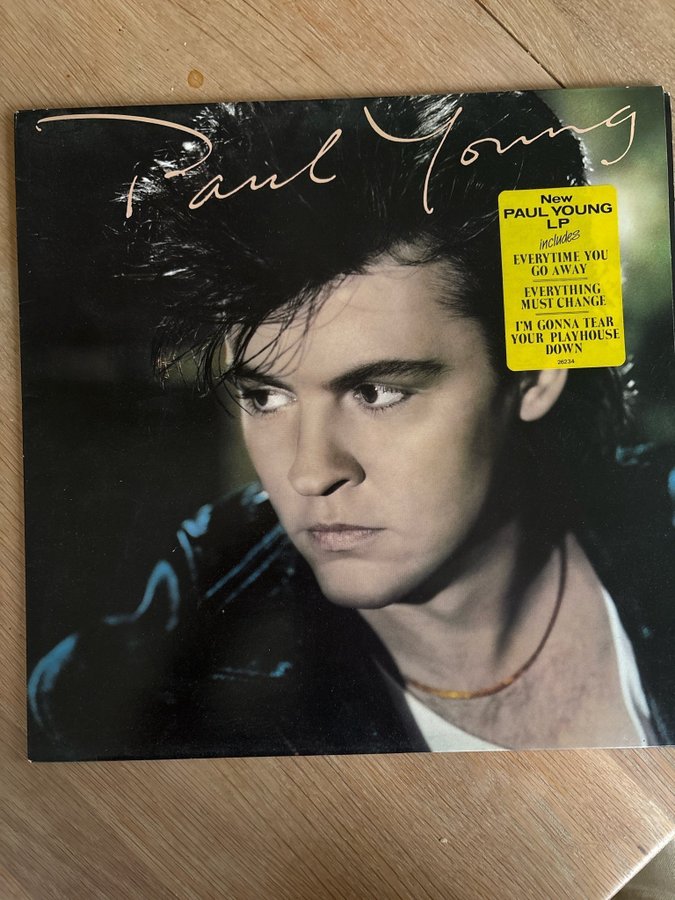 Paul Young
New
PAUL YOUNG
LP
includes
EVERYTIME YOU
GO AWAY
EVERYTHING
MUST CHANGE
I'M GONNA TEAR
YOUR PLAYHOUSE
DOWN
26234